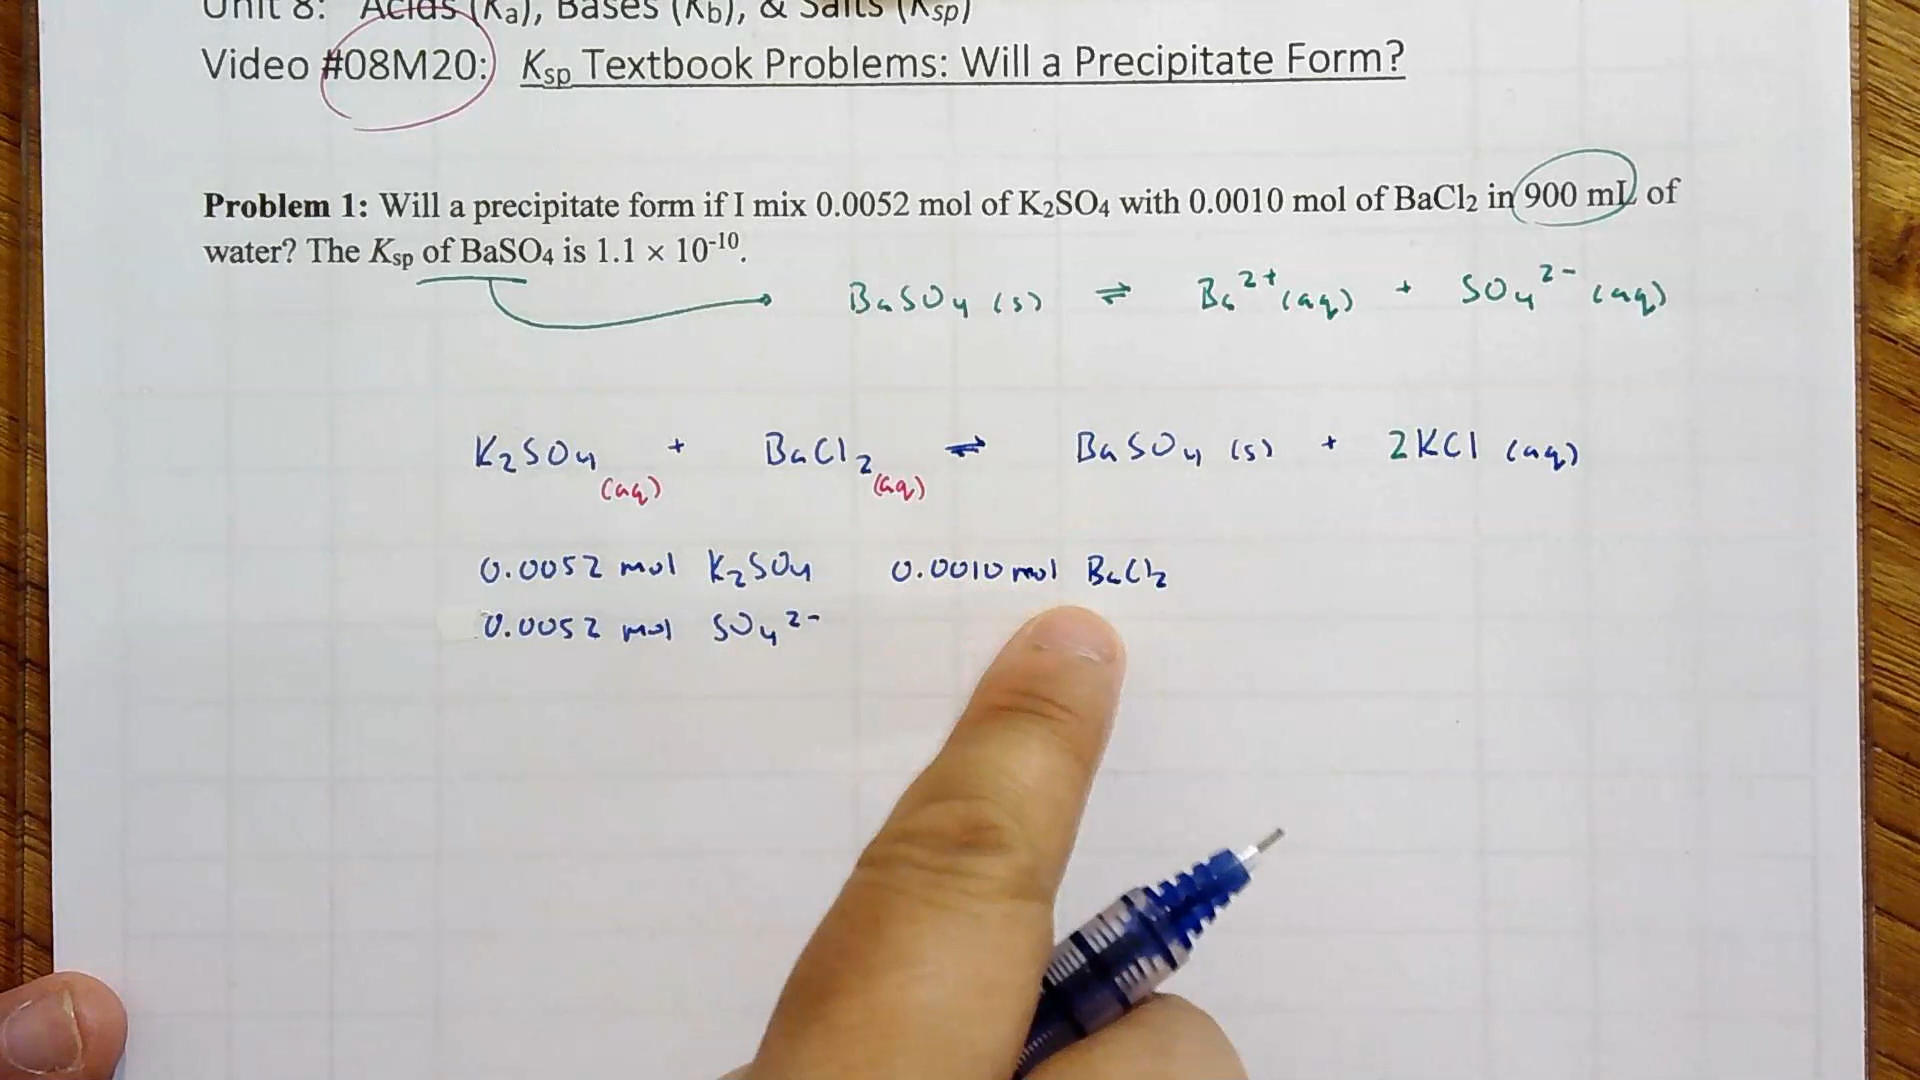 Unit 8: Acids (Ka), Bases (Kb), & Salts (Ksp)
Video #08M20: Ksp Textbook Problems: Will a Precipitate Form?
Problem 1: Will a precipitate form if I mix 0.0052 mol of K₂SO₄ with 0.0010 mol of BaCl₂ in 900 mL of
water? The Ksp of BaSO₄ is 1.1 × 10⁻¹⁰.
BaSO₄ (s) ⇌ Ba²⁺ (aq) + SO₄²⁻ (aq)
K₂SO₄ (aq) + BaCl₂ (aq) ⇌ BaSO₄ (s) + 2KCl (aq)
0.0052 mol K₂SO₄ 0.0010 mol BaCl₂
0.0052 mol SO₄²⁻